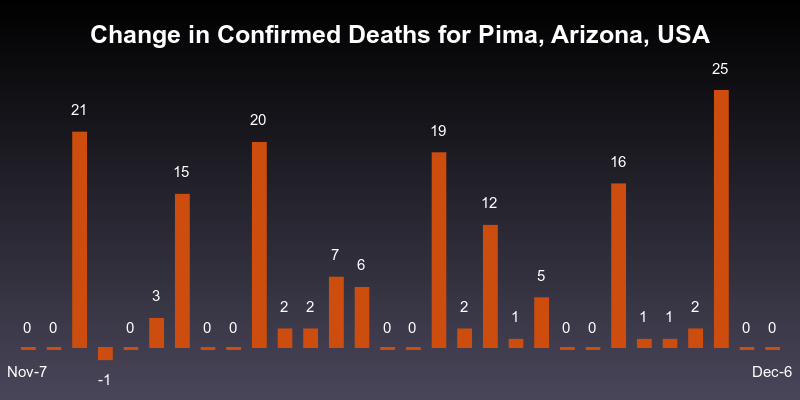 Change in Confirmed Deaths for Pima, Arizona, USA
0 0 21 -1 0 3 15 0 0 20 2 2 7 6 0 0 19 2 12 1 5 0 0 16 1 1 2 25 0 0
Nov-7 Dec-6